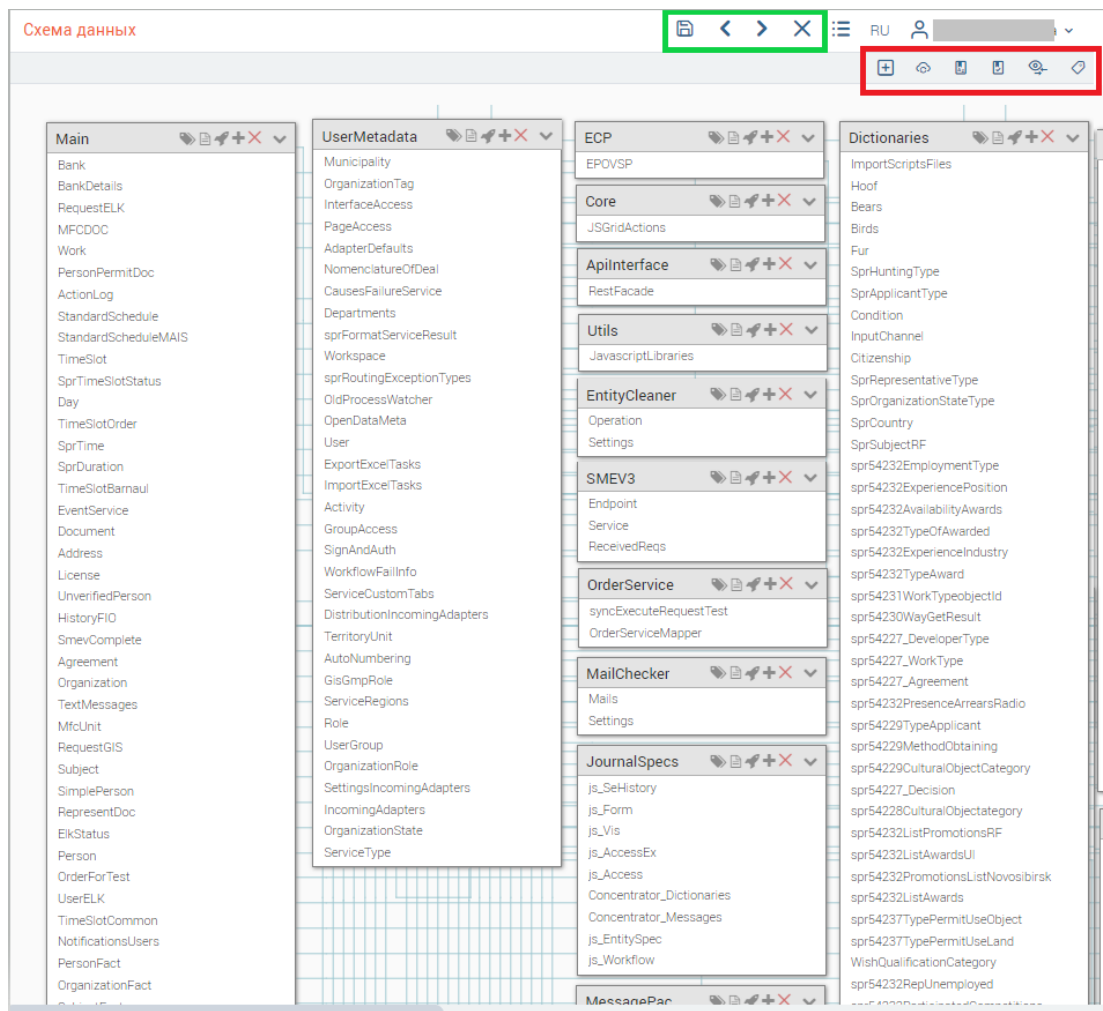 Схема данных
RU
Main
Bank
BankDetails
RequestELK
MFCDOC
Work
PersonPermitDoc
ActionLog
StandardSchedule
StandardScheduleMAIS
TimeSlot
SprTimeSlotStatus
Day
TimeSlotOrder
SprTime
SprDuration
TimeSlotBarnaul
EventService
Document
Address
License
UnverifiedPerson
HistoryFIO
SmevComplete
Agreement
Organization
TextMessages
MfcUnit
RequestGIS
Subject
SimplePerson
RepresentDoc
ElkStatus
Person
OrderForTest
UserELK
TimeSlotCommon
NotificationsUsers
PersonFact
OrganizationFact
UserMetadata
Municipality
OrganizationTag
InterfaceAccess
PageAccess
AdapterDefaults
NomenclatureOfDeal
CausesFailureService
Departments
sprFormatServiceResult
Workspace
sprRoutingExceptionTypes
OldProcessWatcher
OpenDataMeta
User
ExportExcelTasks
ImportExcelTasks
Activity
GroupAccess
SignAndAuth
WorkflowFailInfo
ServiceCustomTabs
DistributionIncomingAdapters
TerritoryUnit
AutoNumbering
GisGmpRole
ServiceRegions
Role
UserGroup
OrganizationRole
SettingsIncomingAdapters
IncomingAdapters
OrganizationState
ServiceType
ECP
EPOVSP
Core
JSGridActions
ApiInterface
RestFacade
Utils
JavascriptLibraries
EntityCleaner
Operation
Settings
SMEV3
Endpoint
Service
ReceivedReqs
OrderService
syncExecuteRequestTest
OrderServiceMapper
MailChecker
Mails
Settings
JournalSpecs
js_SeHistory
js_Form
js_Vis
js_AccessEx
js_Access
Concentrator_Dictionaries
Concentrator_Messages
js_EntitySpec
js_Workflow
MessagePac
Dictionaries
ImportScriptsFiles
Hoof
Bears
Birds
Fur
SprHuntingType
SprApplicantType
Condition
InputChannel
Citizenship
SprRepresentativeType
SprOrganizationStateType
SprCountry
SprSubjectRF
spr54232EmploymentType
spr54232ExperiencePosition
spr54232AvailabilityAwards
spr54232TypeOfAwarded
spr54232ExperienceIndustry
spr54232TypeAward
spr54231WorkTypeobjectId
spr54230WayGetResult
spr54227_DeveloperType
spr54227_WorkType
spr54227_Agreement
spr54232PresenceArrearsRadio
spr54229TypeApplicant
spr54229MethodObtaining
spr54229CulturalObjectCategory
spr54227_Decision
spr54228CulturalObjectategory
spr54232ListPromotionsRF
spr54232ListAwardsUl
spr54232PromotionsListNovosibirsk
spr54232ListAwards
spr54237TypePermitUseObject
spr54237TypePermitUseLand
WishQualificationCategory
spr54232RepUnemployed